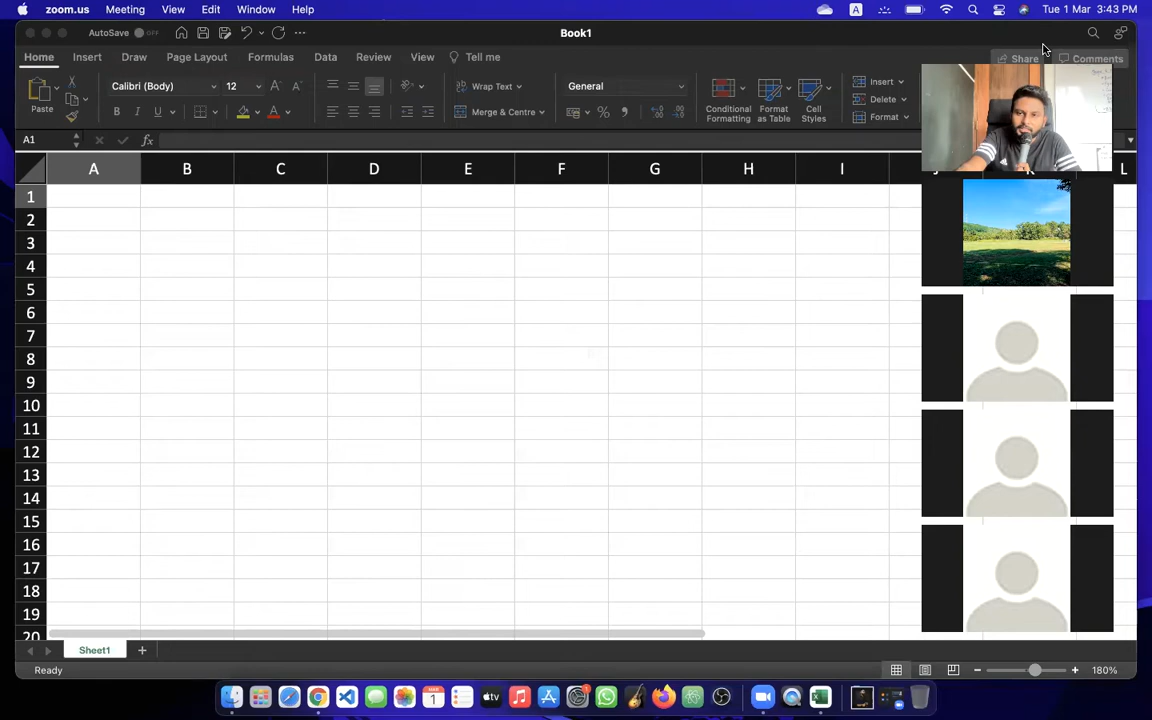 zoom.us Meeting View Edit Window Help A Tue 1 Mar 3:43 PM
AutoSave OFF Book1
Home Insert Draw Page Layout Formulas Data Review View Tell me Share Comments
Paste Calibri (Body) 12 A A Wrap Text General Conditional Formatting Format as Table Cell Styles Insert
B I U A Merge & Centre % Delete
Format
A1 fx
A B C D E F G H I K L
1
2
3
4
5
6
7
8
9
10
11
12
13
14
15
16
17
18
19
20
Sheet1 +
Ready 180%